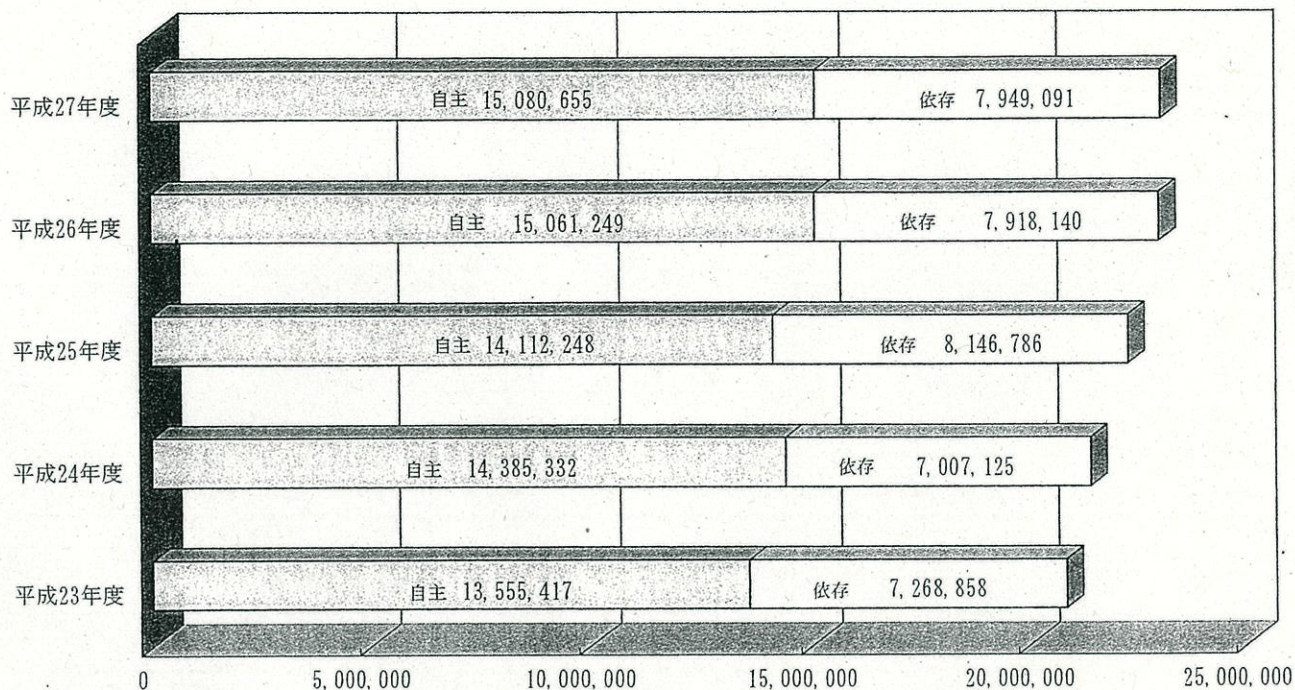 平成27年度 自主 15,080,655 依存 7,949,091
平成26年度 自主 15,061,249 依存 7,918,140
平成25年度 自主 14,112,248 依存 8,146,786
平成24年度 自主 14,385,332 依存 7,007,125
平成23年度 自主 13,555,417 依存 7,268,858
0 5,000,000 10,000,000 15,000,000 20,000,000 25,000,000